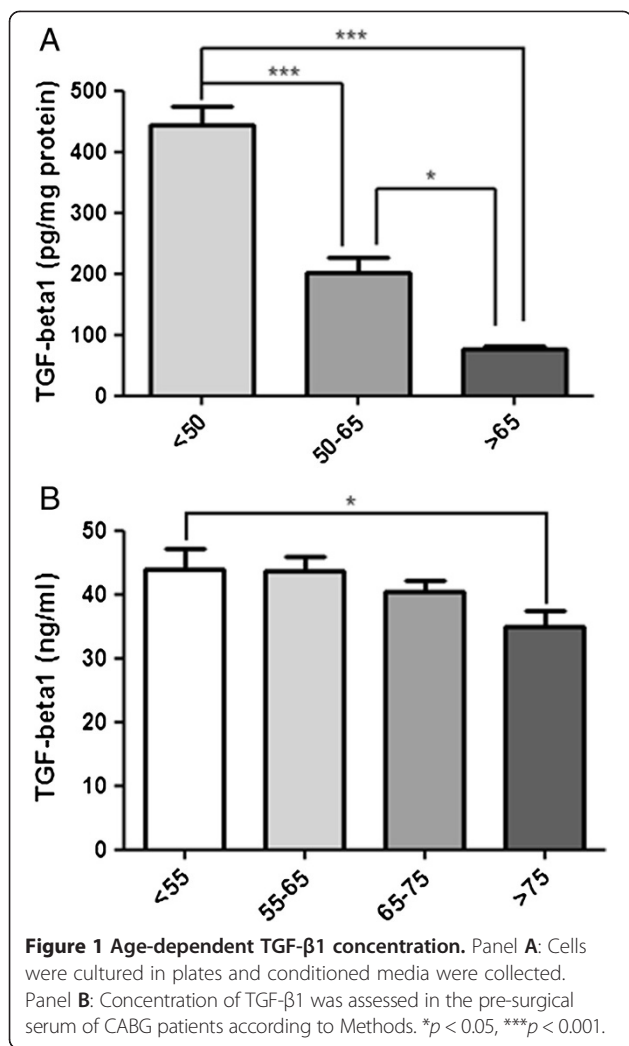 A
***
***
*
TGF-beta1 (pg/mg protein)
500
400
300
200
100
0
<50
50-65
>65
B
*
TGF-beta1 (ng/ml)
50
40
30
20
10
0
<55
55-65
65-75
>75
Figure 1 Age-dependent TGF-β1 concentration. Panel A: Cells
were cultured in plates and conditioned media were collected.
Panel B: Concentration of TGF-β1 was assessed in the pre-surgical
serum of CABG patients according to Methods. *p < 0.05, ***p < 0.001.